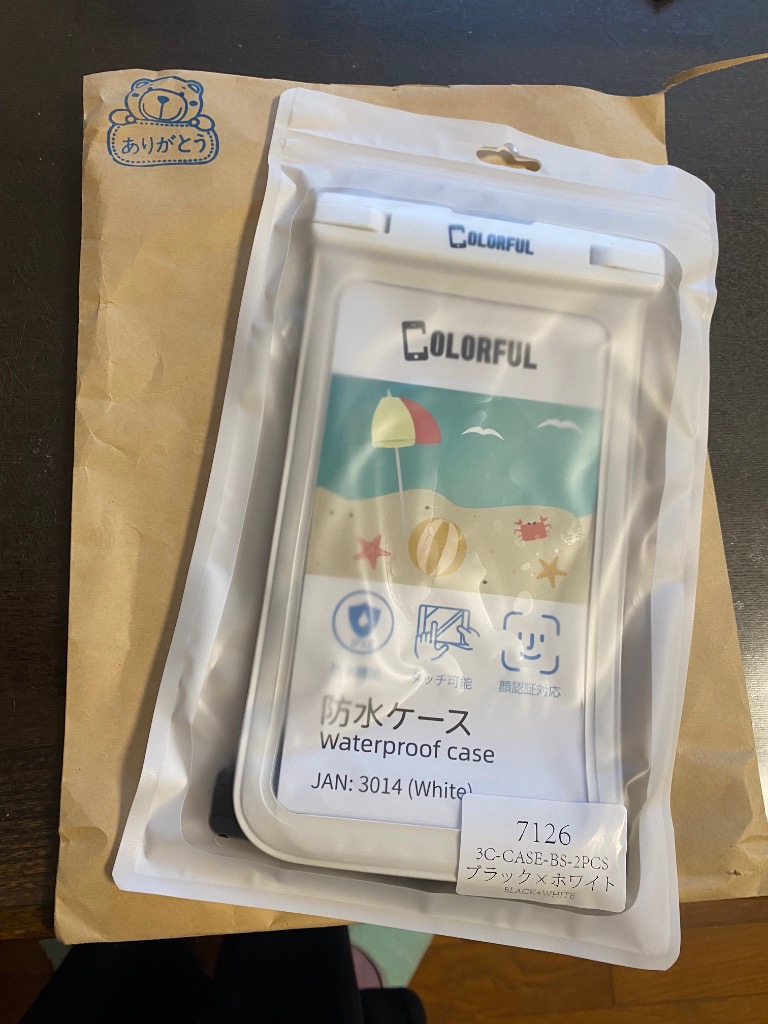 ありがとう
COLORFUL
COLORFUL
タッチ可能
顔認証対応
防水ケース
Waterproof case
JAN: 3014 (White)
7126
3C-CASE-BS-2PCS
ブラック×ホワイト
BLACK+WHITE